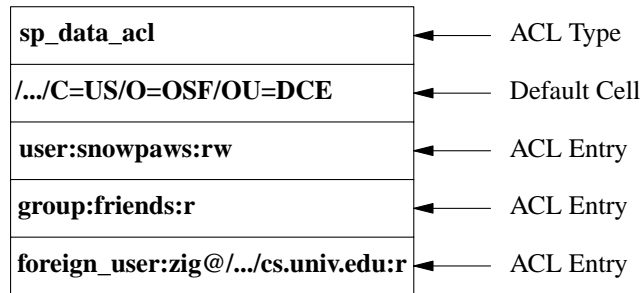 sp_data_acl ACL Type
/.../C=US/O=OSF/OU=DCE Default Cell
user:snowpaws:rw ACL Entry
group:friends:r ACL Entry
foreign_user:zig@/.../cs.univ.edu:r ACL Entry